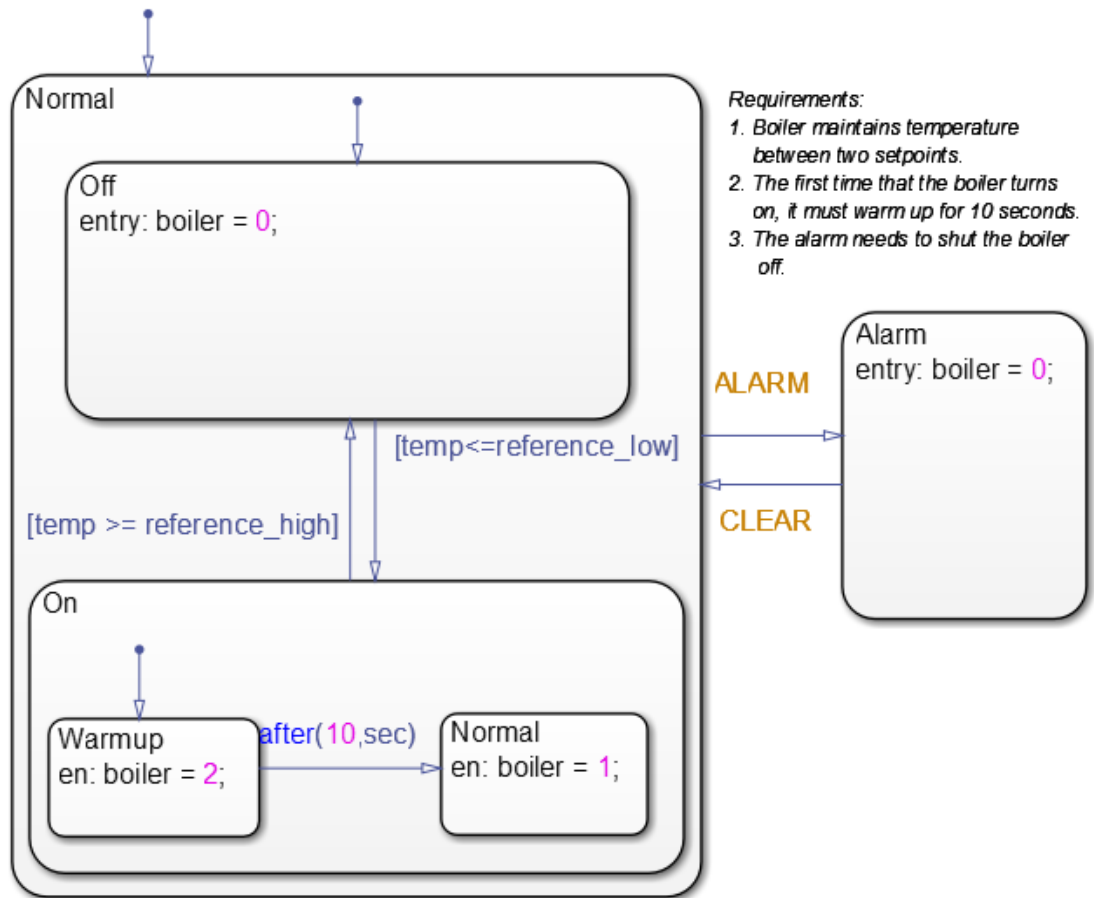 Normal
Off
entry: boiler = 0;
[temp<=reference_low]
[temp >= reference_high]
On
Warmup
en: boiler = 2;
after(10,sec)
Normal
en: boiler = 1;
Requirements:
1. Boiler maintains temperature
between two setpoints.
2. The first time that the boiler turns
on, it must warm up for 10 seconds.
3. The alarm needs to shut the boiler
off.
ALARM
CLEAR
Alarm
entry: boiler = 0;